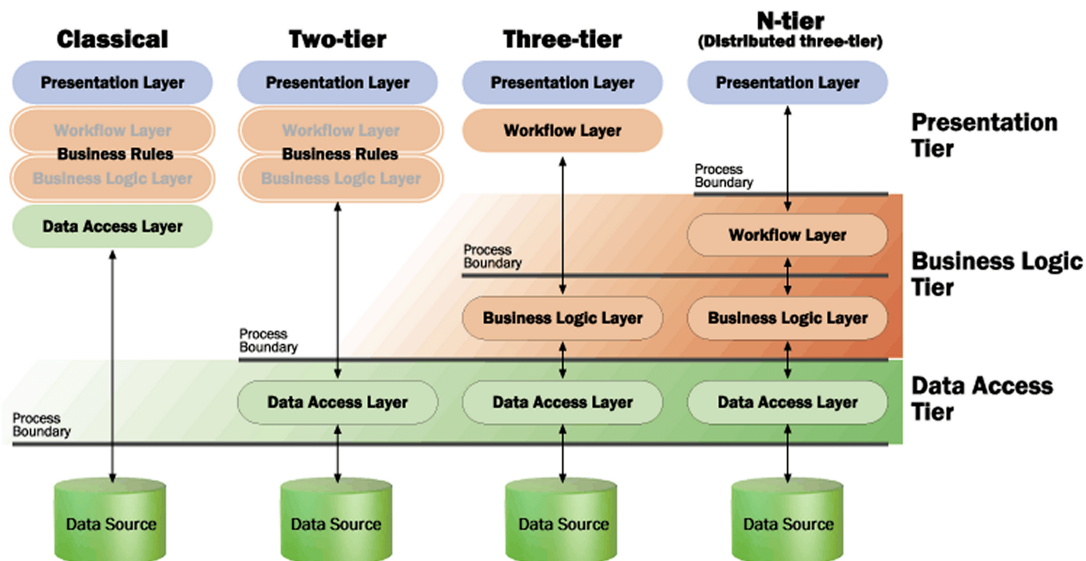 Classical
Presentation Layer
Workflow Layer
Business Rules
Business Logic Layer
Data Access Layer
Process
Boundary
Data Source
Two-tier
Presentation Layer
Workflow Layer
Business Rules
Business Logic Layer
Process
Boundary
Data Access Layer
Data Source
Three-tier
Presentation Layer
Workflow Layer
Process
Boundary
Business Logic Layer
Data Access Layer
Data Source
N-tier
(Distributed three-tier)
Presentation Layer
Process
Boundary
Workflow Layer
Business Logic Layer
Data Access Layer
Data Source
Presentation
Tier
Business Logic
Tier
Data Access
Tier